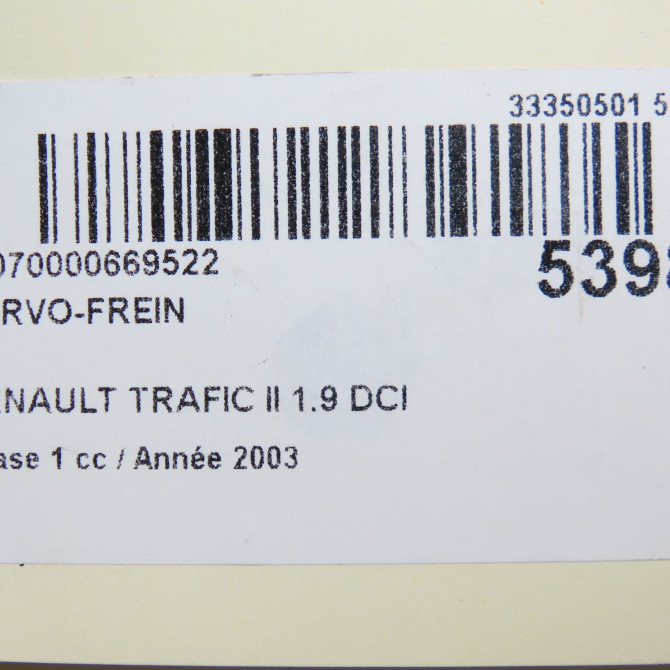 33350501 5
070000669522
5398
RVO-FREIN
NAULT TRAFIC II 1.9 DCI
ase 1 cc / Année 2003